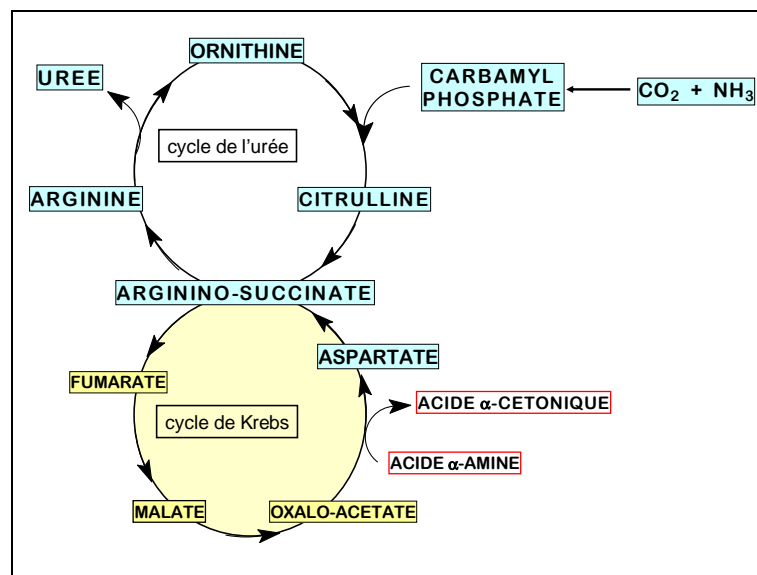 ORNITHINE
UREE
CARBAMYL
PHOSPHATE
CO₂ + NH₃
cycle de l'urée
ARGININE
CITRULLINE
ARGININO-SUCCINATE
ASPARTATE
FUMARATE
ACIDE α-CETONIQUE
cycle de Krebs
ACIDE α-AMINE
MALATE
OXALO-ACETATE